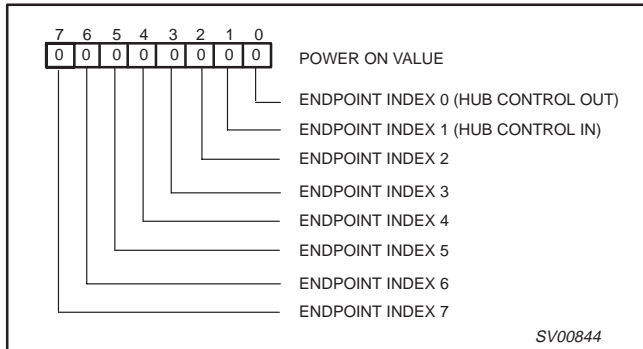 7 6 5 4 3 2 1 0
0 0 0 0 0 0 0 0 POWER ON VALUE
ENDPOINT INDEX 0 (HUB CONTROL OUT)
ENDPOINT INDEX 1 (HUB CONTROL IN)
ENDPOINT INDEX 2
ENDPOINT INDEX 3
ENDPOINT INDEX 4
ENDPOINT INDEX 5
ENDPOINT INDEX 6
ENDPOINT INDEX 7
SV00844